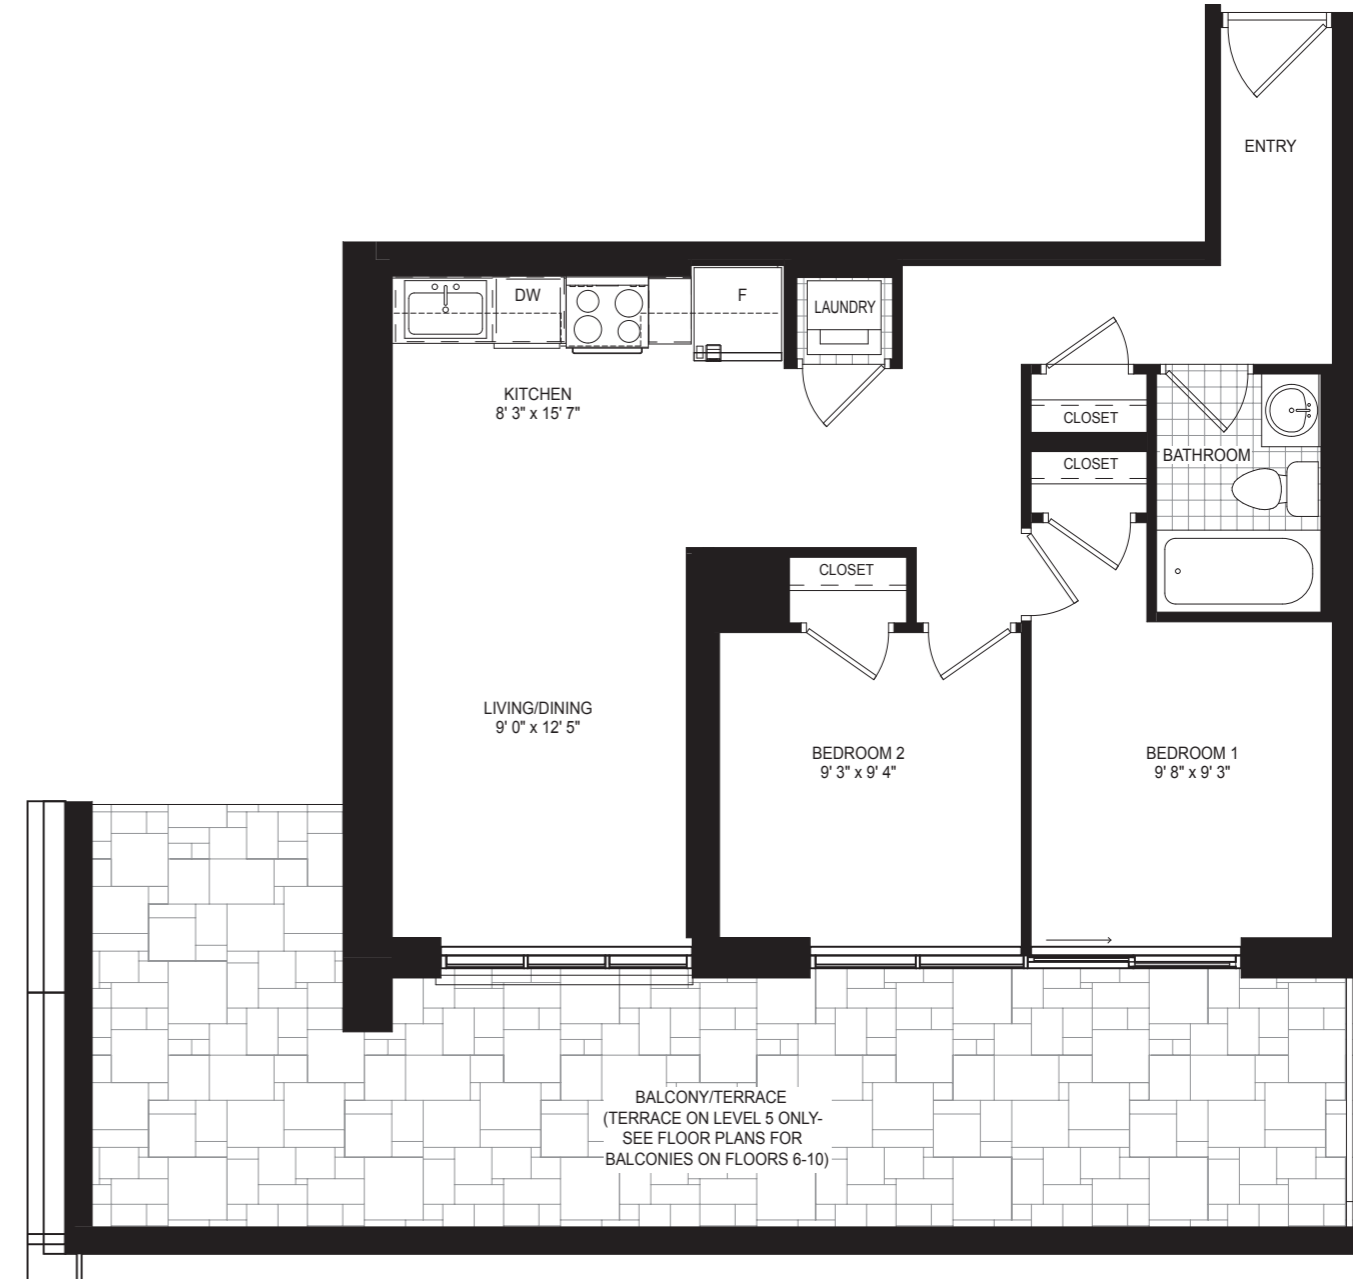 ENTRY
DW
F
LAUNDRY
KITCHEN
8' 3" x 15' 7"
CLOSET
CLOSET
BATHROOM
CLOSET
LIVING/DINING
9' 0" x 12' 5"
BEDROOM 2
9' 3" x 9' 4"
BEDROOM 1
9' 8" x 9' 3"
BALCONY/TERRACE
(TERRACE ON LEVEL 5 ONLY-
SEE FLOOR PLANS FOR
BALCONIES ON FLOORS 6-10)